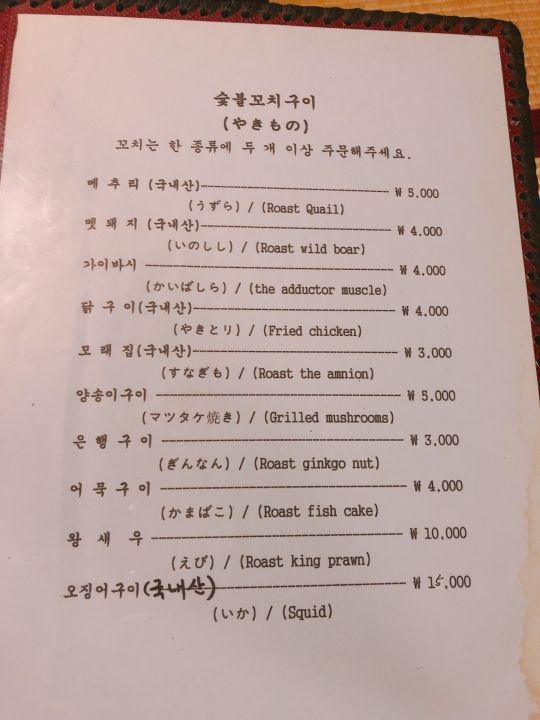 숯불꼬치구이
(やきもの)
꼬치는 한 종류에 두 개 이상 주문해주세요.
메추리(국내산)------------------------------ ₩ 5,000
(うずら) / (Roast Quail)
멧돼지 (국내산)------------------------------ ₩ 4,000
(いのしし) / (Roast wild boar)
가이바시 ------------------------------ ₩ 4,000
(かいばしら) / (the adductor muscle)
닭 구 이(국내산)------------------------------ ₩ 4,000
(やきとリ) / (Fried chicken)
모 래 집(국내산)------------------------------ ₩ 3,000
(すなぎも) / (Roast the amnion)
양송이구이 ------------------------------ ₩ 5,000
(マツタケ焼き) / (Grilled mushrooms)
은 행 구 이 ------------------------------ ₩ 3,000
(ぎんなん) / (Roast ginkgo nut)
어 묵 구 이 ------------------------------ ₩ 4,000
(かまばこ) / (Roast fish cake)
왕 새 우 ------------------------------ ₩ 10,000
(えび) / (Roast king prawn)
오징어구이(국내산)------------------------------ ₩ 15,000
(いか) / (Squid)